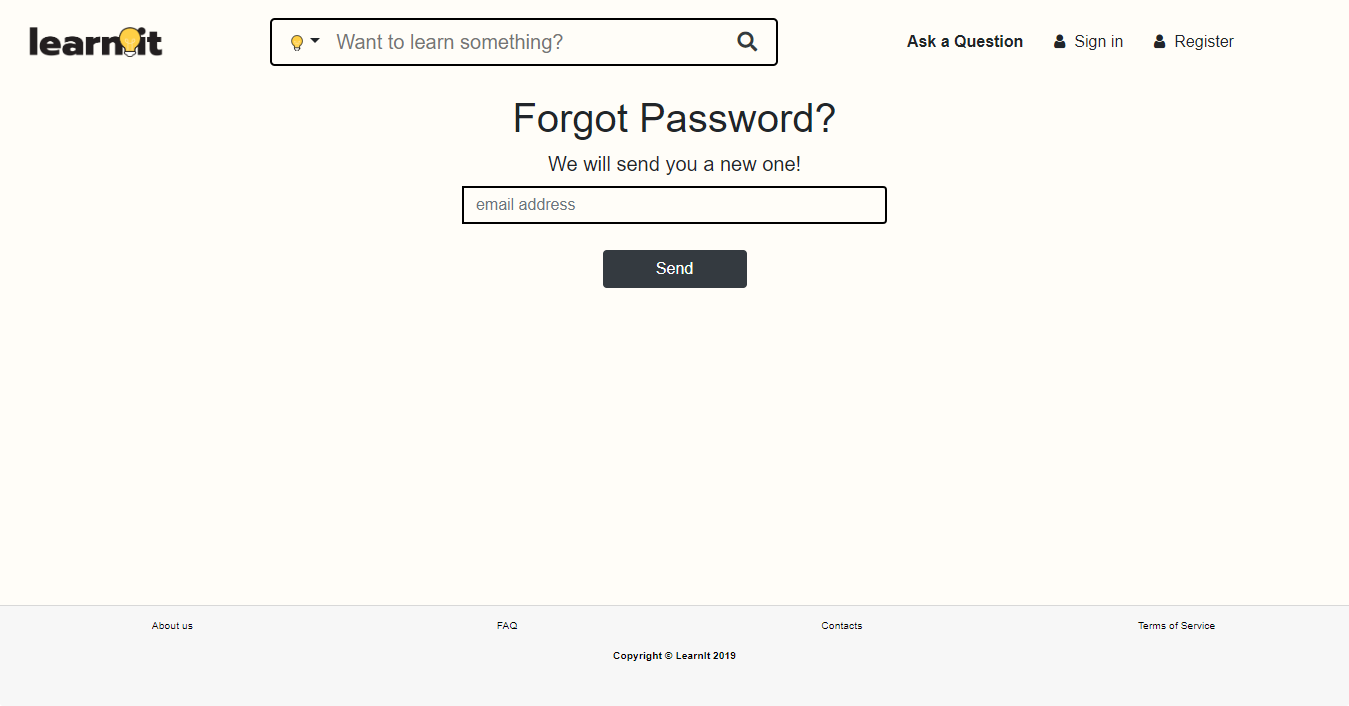 learnit
Want to learn something?
Ask a Question
Sign in
Register
Forgot Password?
We will send you a new one!
email address
Send
About us
FAQ
Contacts
Terms of Service
Copyright © LearnIt 2019